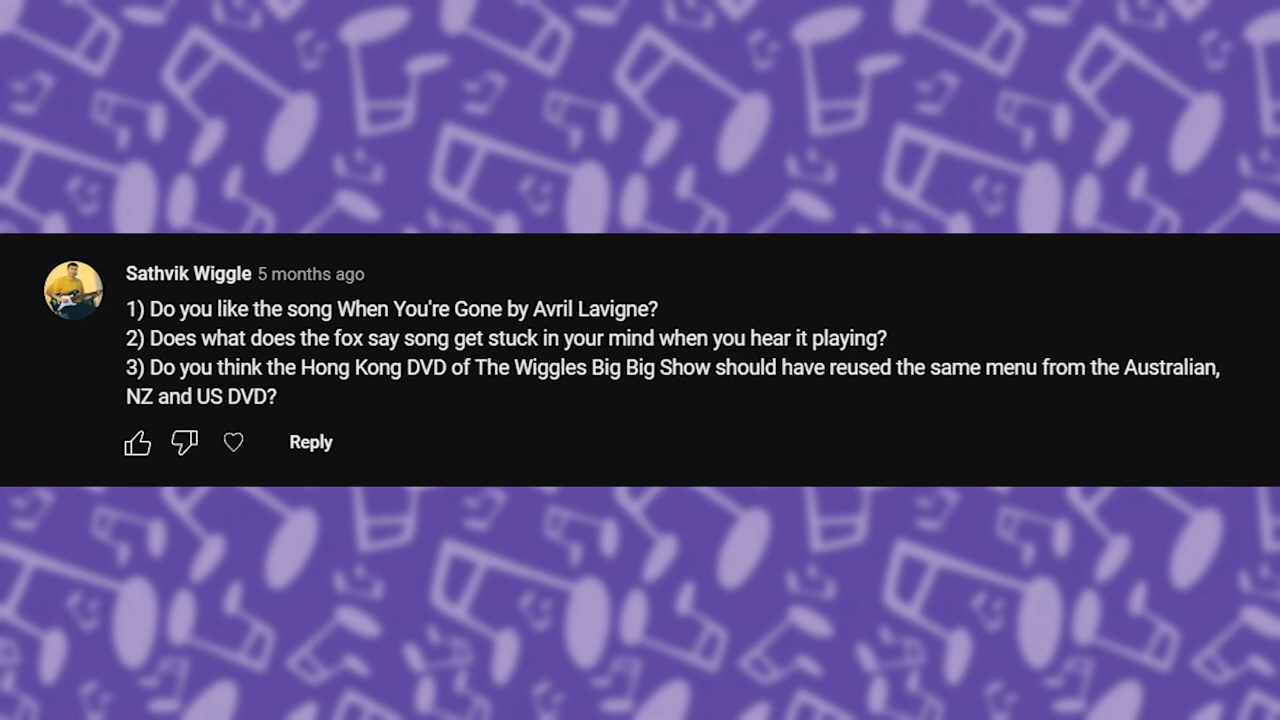 Sathvik Wiggle 5 months ago
1) Do you like the song When You're Gone by Avril Lavigne?
2) Does what does the fox say song get stuck in your mind when you hear it playing?
3) Do you think the Hong Kong DVD of The Wiggles Big Big Show should have reused the same menu from the Australian,
NZ and US DVD?
Reply